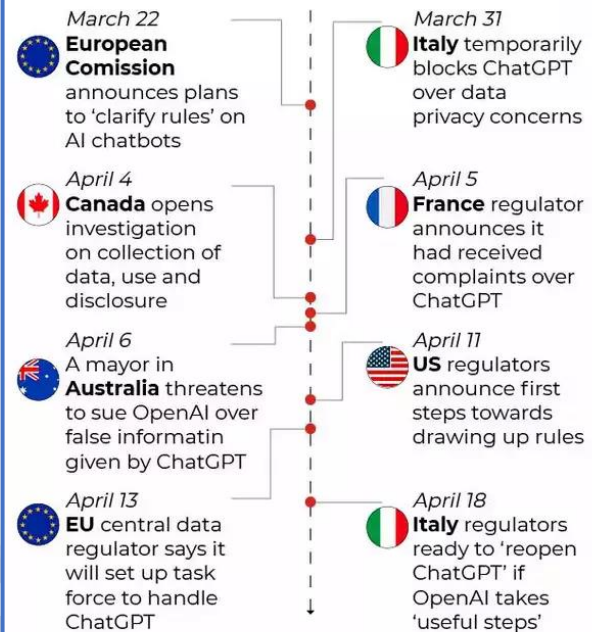 March 22
European
Comission
announces plans
to ‘clarify rules’ on
AI chatbots
March 31
Italy temporarily
blocks ChatGPT
over data
privacy concerns
April 4
Canada opens
investigation
on collection of
data, use and
disclosure
April 5
France regulator
announces it
had received
complaints over
ChatGPT
April 6
A mayor in
Australia threatens
to sue OpenAI over
false informatin
given by ChatGPT
April 11
US regulators
announce first
steps towards
drawing up rules
April 13
EU central data
regulator says it
will set up task
force to handle
ChatGPT
April 18
Italy regulators
ready to ‘reopen
ChatGPT’ if
OpenAI takes
‘useful steps’